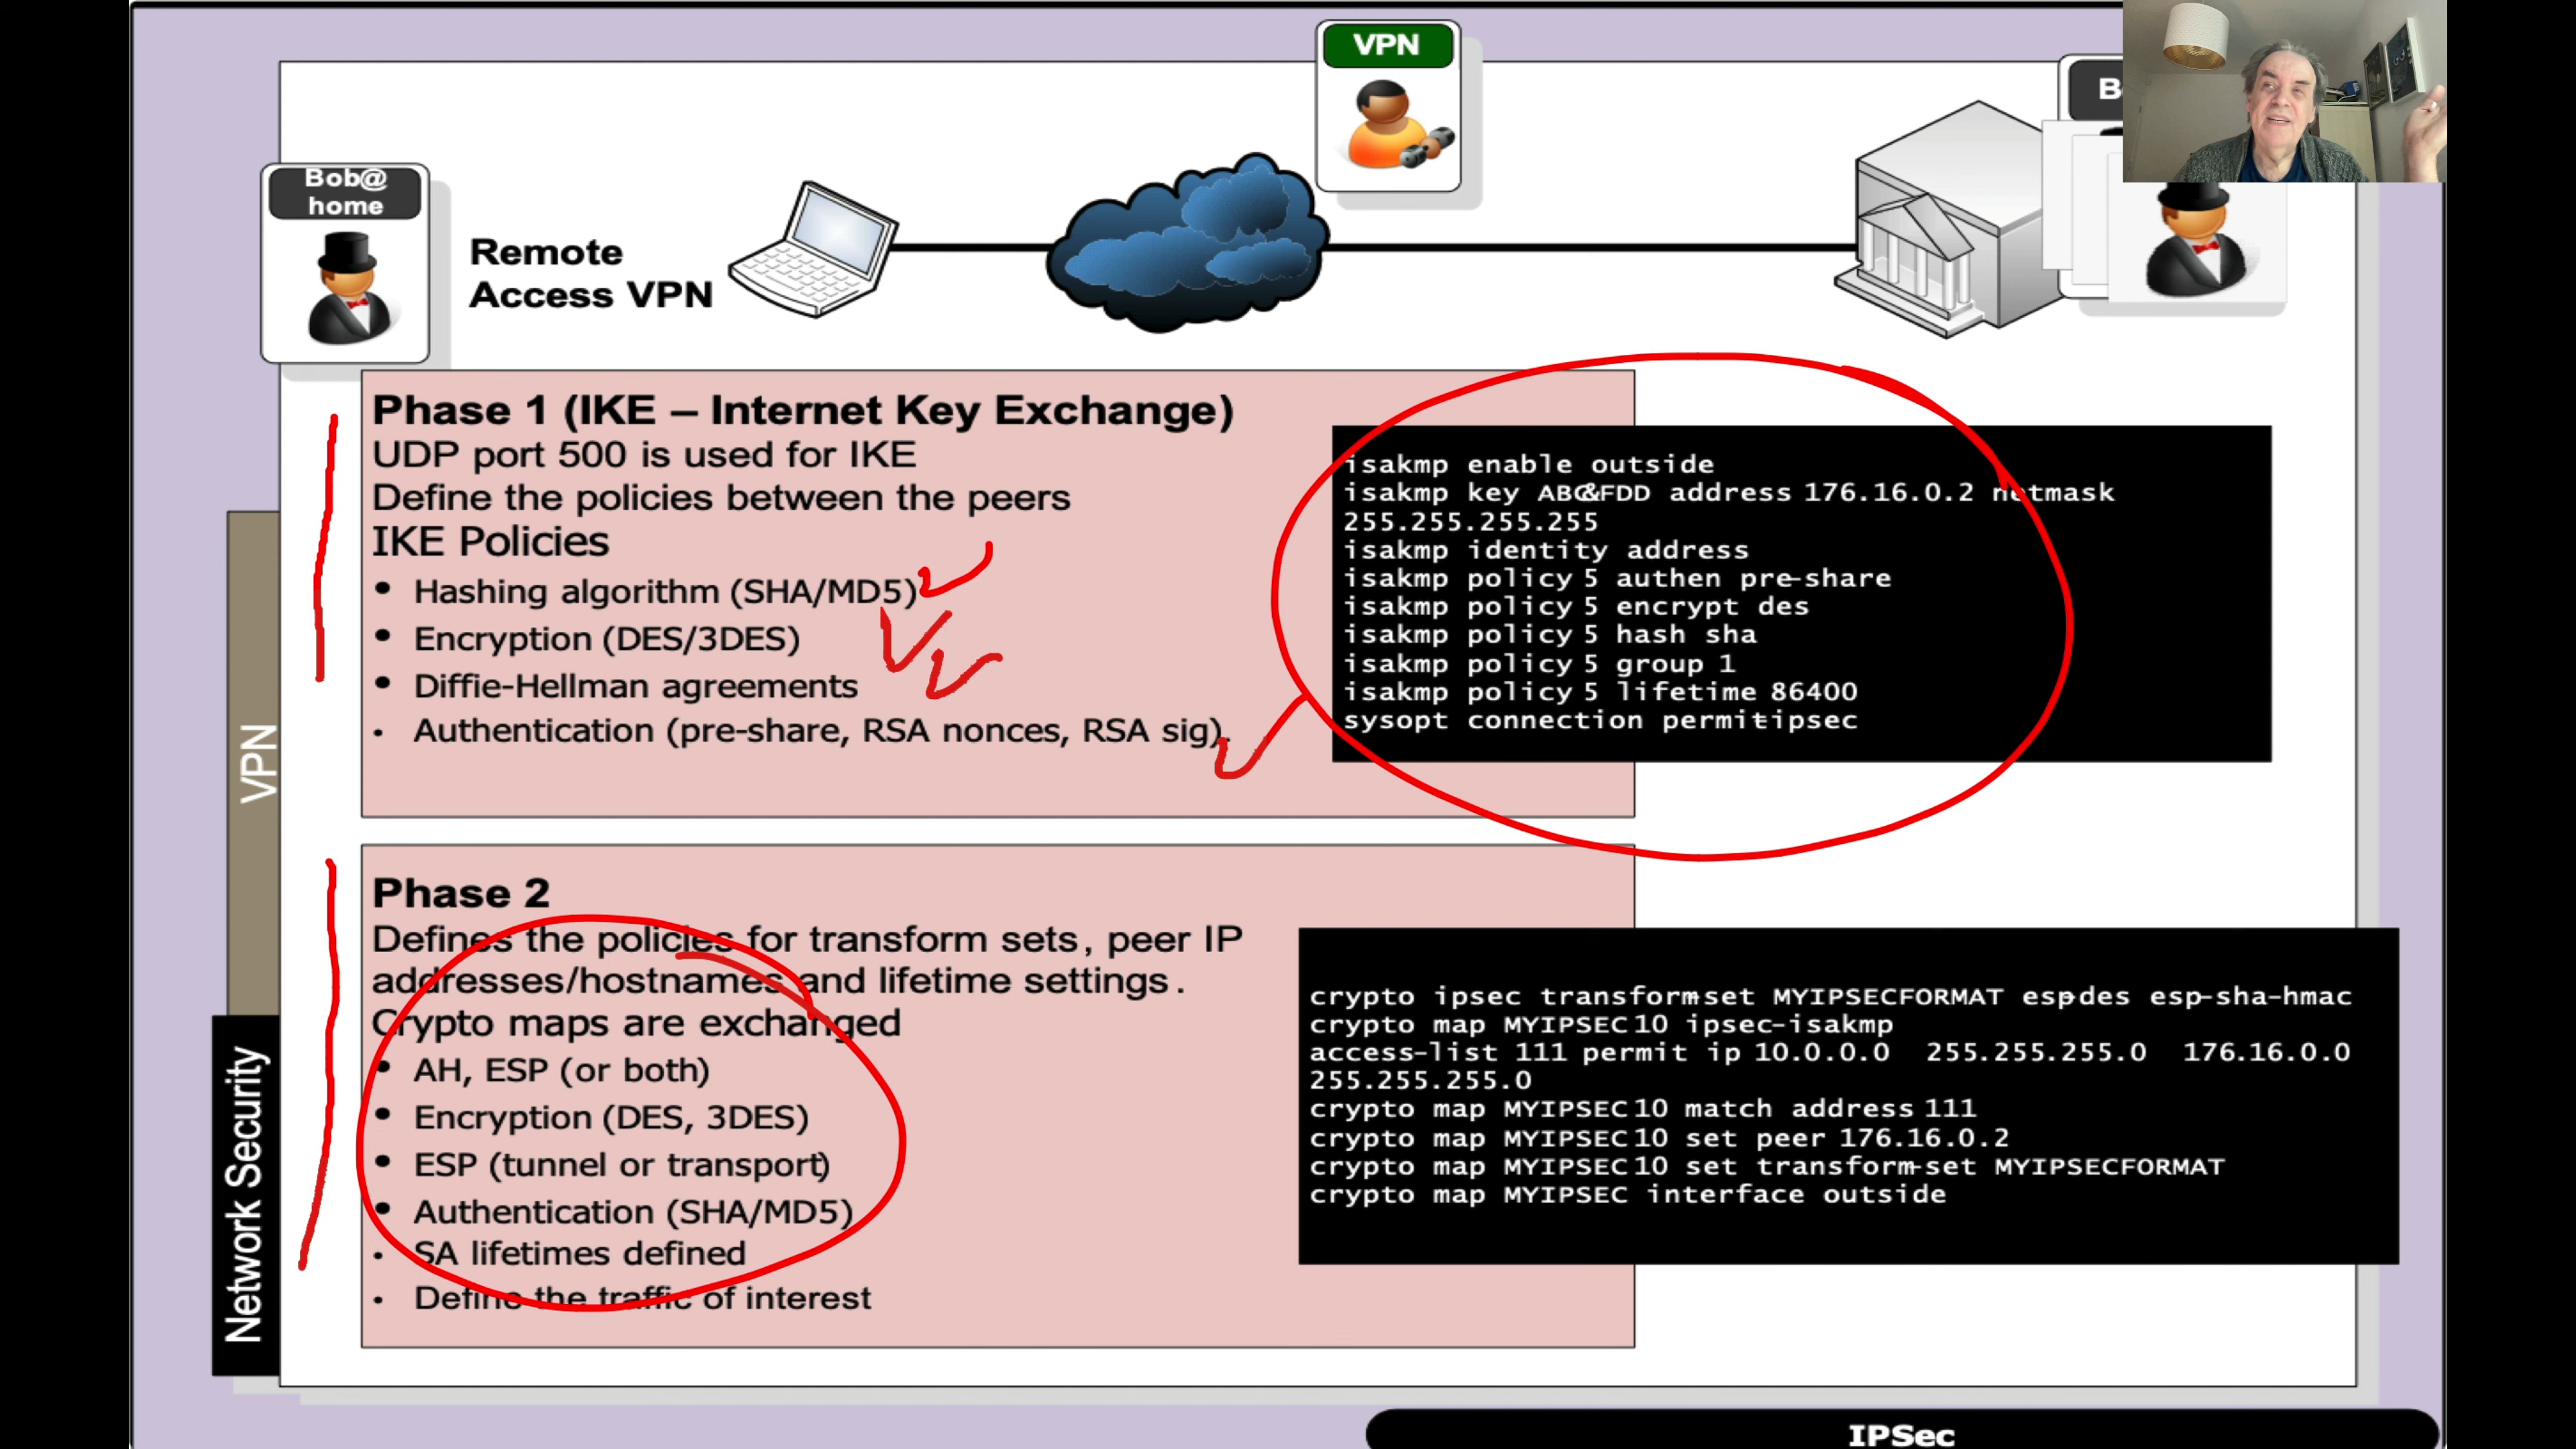 VPN
B
Bob@
home
Remote
Access VPN
Phase 1 (IKE – Internet Key Exchange)
UDP port 500 is used for IKE
Define the policies between the peers
IKE Policies
• Hashing algorithm (SHA/MD5)
• Encryption (DES/3DES)
• Diffie-Hellman agreements
• Authentication (pre-share, RSA nonces, RSA sig).
isakmp enable outside
isakmp key ABC&FDD address 176.16.0.2 netmask
255.255.255.255
isakmp identity address
isakmp policy 5 authen pre-share
isakmp policy 5 encrypt des
isakmp policy 5 hash sha
isakmp policy 5 group 1
isakmp policy 5 lifetime 86400
sysopt connection permit-ipsec
Phase 2
Defines the policies for transform sets, peer IP
addresses/hostnames and lifetime settings.
Crypto maps are exchanged
• AH, ESP (or both)
• Encryption (DES, 3DES)
• ESP (tunnel or transport)
• Authentication (SHA/MD5)
• SA lifetimes defined
• Define the traffic of interest
crypto ipsec transform-set MYIPSECFORMAT esp-des esp-sha-hmac
crypto map MYIPSEC 10 ipsec-isakmp
access-list 111 permit ip 10.0.0.0 255.255.255.0 176.16.0.0
255.255.255.0
crypto map MYIPSEC 10 match address 111
crypto map MYIPSEC 10 set peer 176.16.0.2
crypto map MYIPSEC 10 set transform-set MYIPSECFORMAT
crypto map MYIPSEC interface outside
VPN
Network Security
IPSec